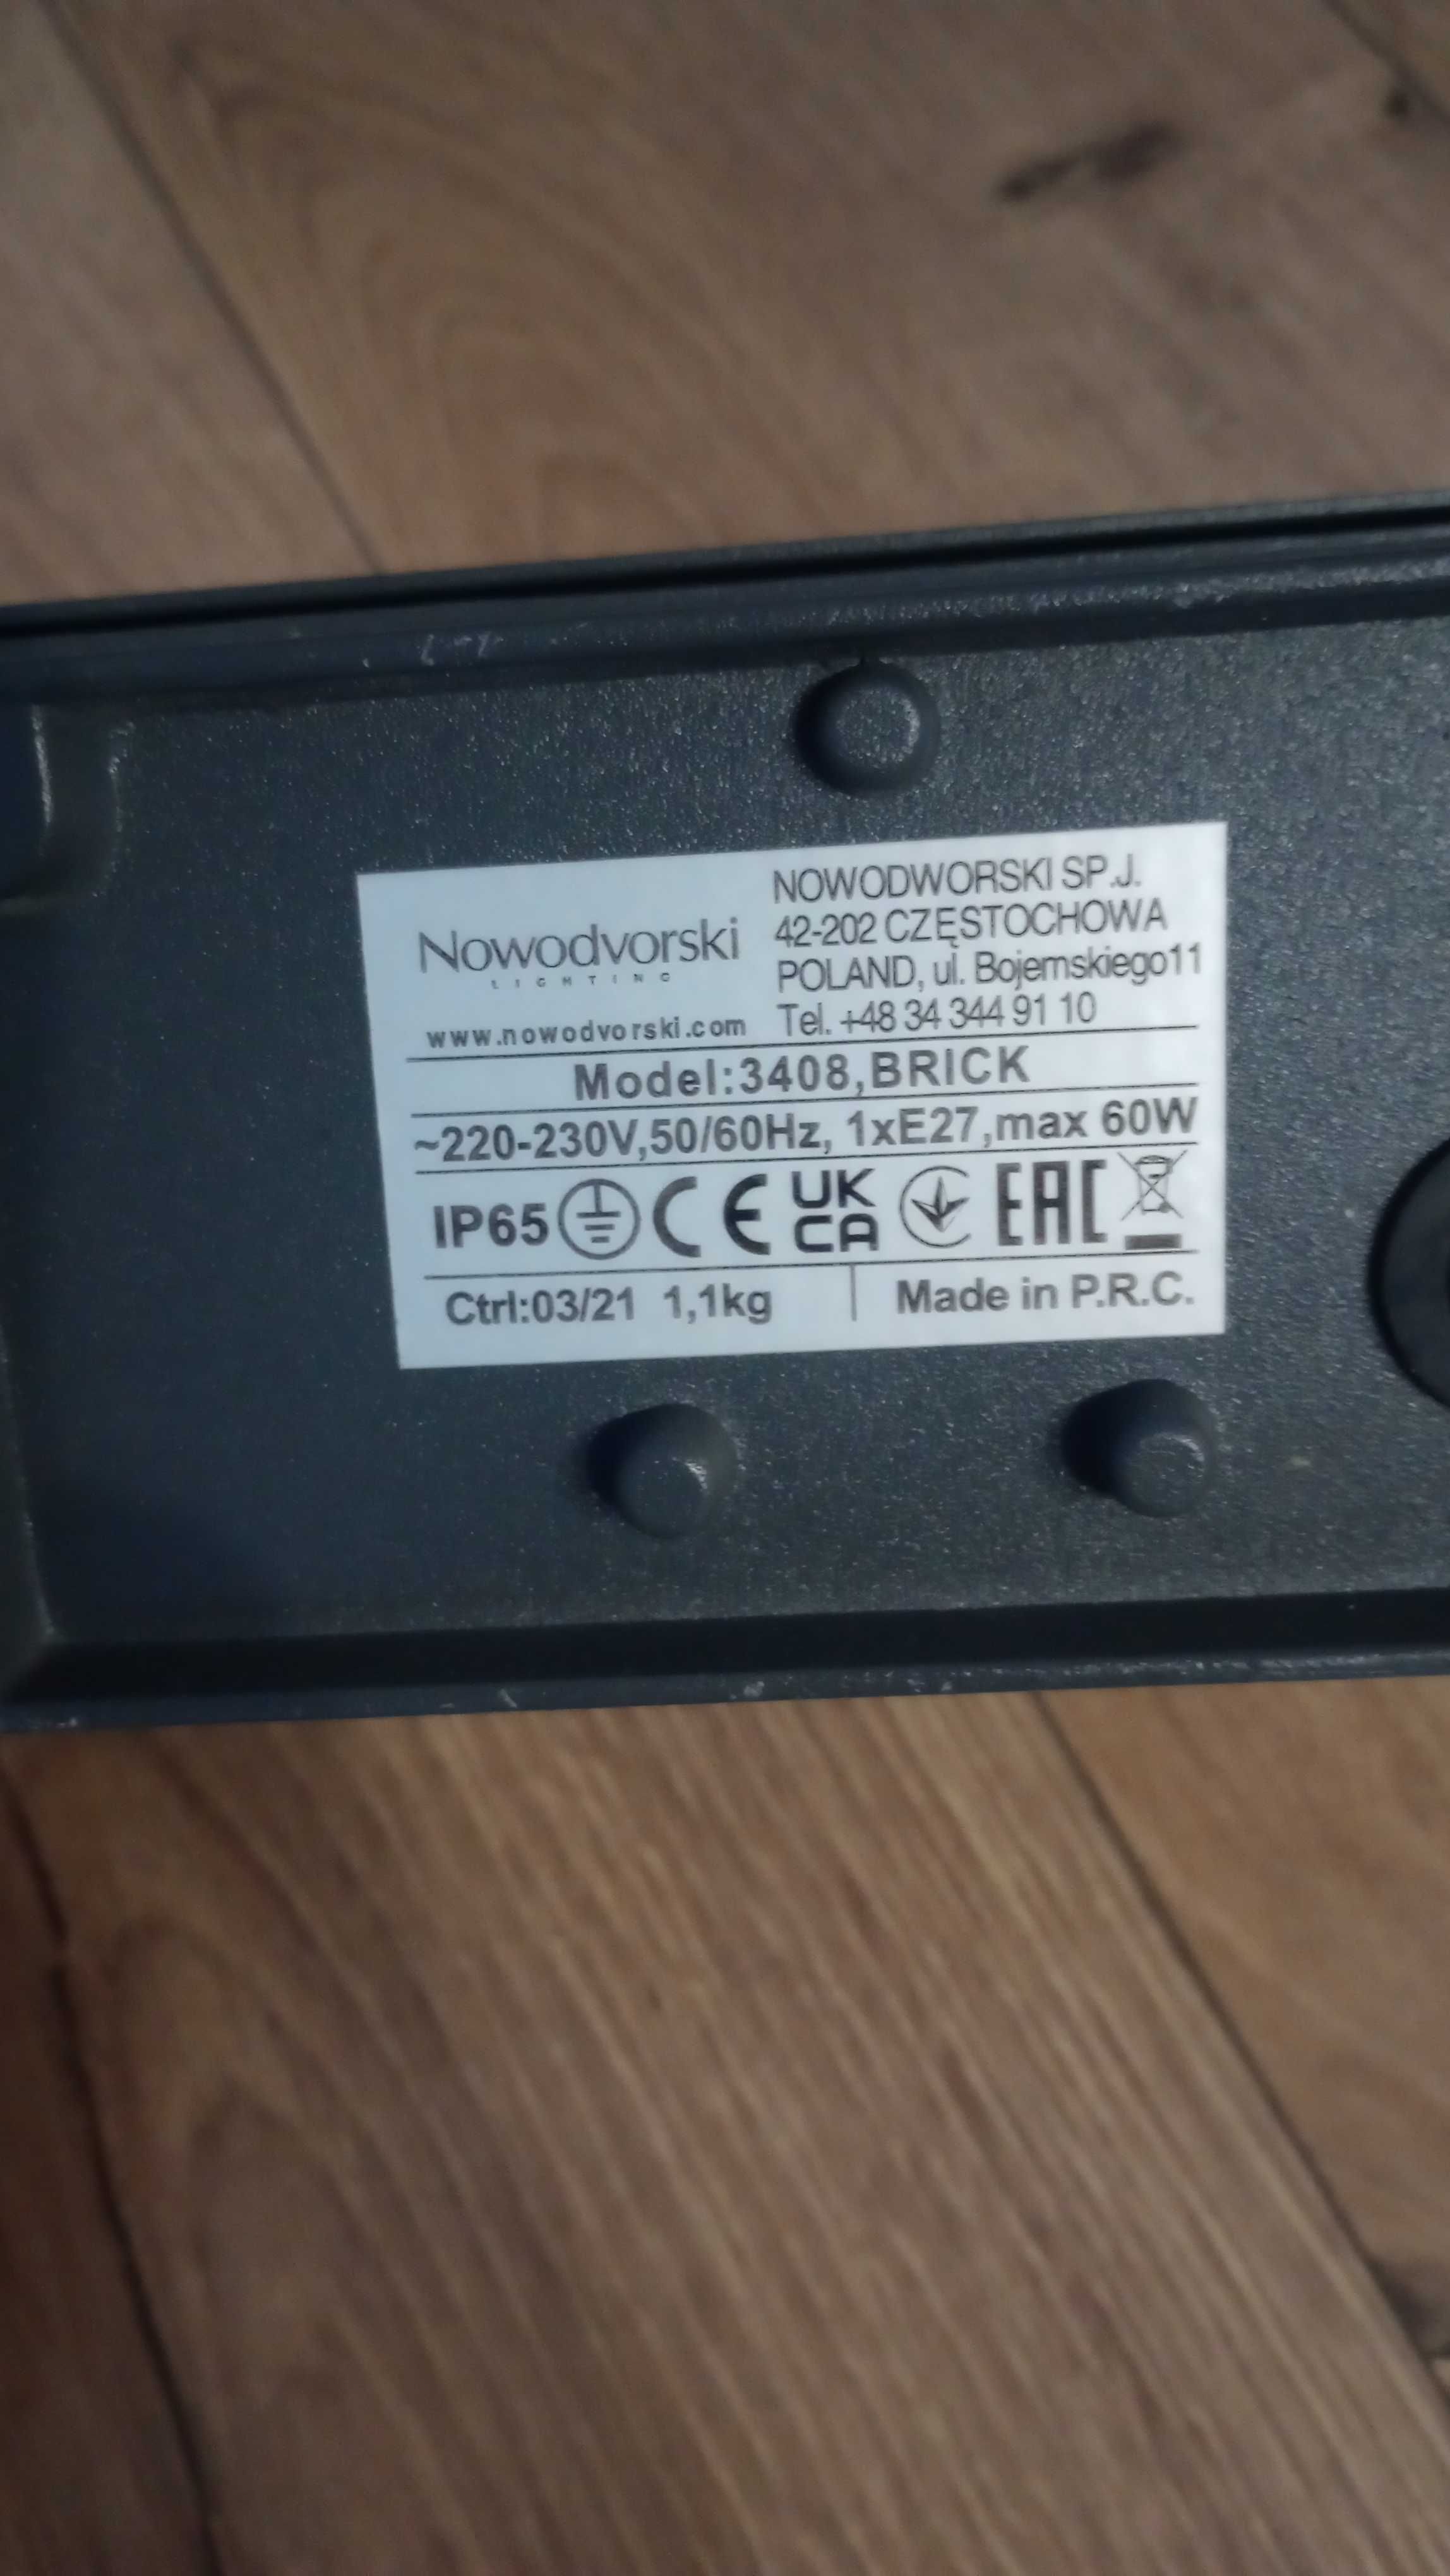 Nowodvorski
LIGHTING
www.nowodvorski.com
NOWODWORSKI SP.J.
42-202 CZĘSTOCHOWA
POLAND, ul. Bojemskiego11
Tel. +48 34 344 91 10
Model:3408,BRICK
~220-230V,50/60Hz, 1xE27,max 60W
IP65 CE UK CA EAC
Ctrl:03/21 1,1kg Made in P.R.C.